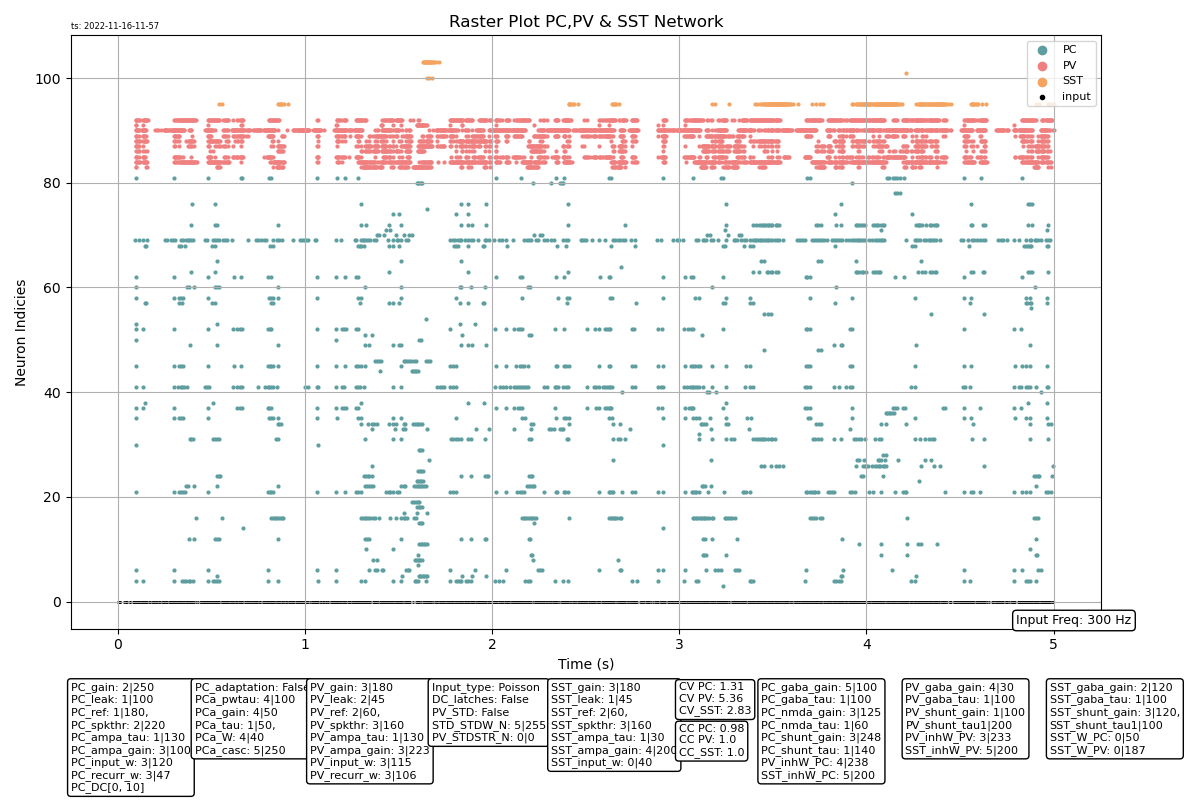 ts: 2022-11-16-11-57
Raster Plot PC,PV & SST Network
PC
PV
SST
input
100
80
60
40
20
0
Neuron Indicies
0 1 2 3 4 5
Time (s)
Input Freq: 300 Hz
PC_gain: 2|250
PC_leak: 1|100
PC_ref: 1|180,
PC_spkthr: 2|220
PC_ampa_tau: 1|130
PC_ampa_gain: 3|100
PC_input_w: 3|120
PC_recurr_w: 3|47
PC_DC[0, 10]
PC_adaptation: False
PCa_pwtau: 4|100
PCa_gain: 4|50
PCa_tau: 1|50,
PCa_W: 4|40
PCa_casc: 5|250
PV_gain: 3|180
PV_leak: 2|45
PV_ref: 2|60,
PV_spkthr: 3|160
PV_ampa_tau: 1|130
PV_ampa_gain: 3|223
PV_input_w: 3|115
PV_recurr_w: 3|106
Input_type: Poisson
DC_latches: False
PV_STD: False
STD_STDW_N: 5|255
PV_STDSTR_N: 0|0
SST_gain: 3|180
SST_leak: 1|45
SST_ref: 2|60,
SST_spkthr: 3|160
SST_ampa_tau: 1|30
SST_ampa_gain: 4|200
SST_input_w: 0|40
CV PC: 1.31
CV PV: 5.36
CV_SST: 2.83
CC PC: 0.98
CC PV: 1.0
CC_SST: 1.0
PC_gaba_gain: 5|100
PC_gaba_tau: 1|100
PC_nmda_gain: 3|125
PC_nmda_tau: 1|60
PC_shunt_gain: 3|248
PC_shunt_tau: 1|140
PV_inhW_PC: 4|238
SST_inhW_PC: 5|200
PV_gaba_gain: 4|30
PV_gaba_tau: 1|100
PV_shunt_gain: 1|100
PV_shunt_tau1|200
PV_inhW_PV: 3|233
SST_inhW_PV: 5|200
SST_gaba_gain: 2|120
SST_gaba_tau: 1|100
SST_shunt_gain: 3|120,
SST_shunt_tau1|100
SST_W_PC: 0|50
SST_W_PV: 0|187